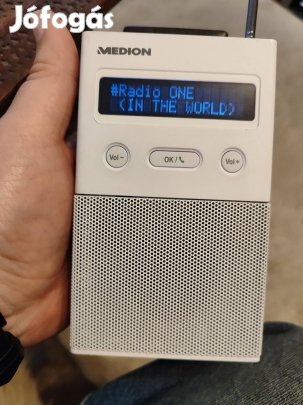 Jófogás
MEDION
#Radio ONE
(IN THE WORLD)
Vol -
OK /
Vol +